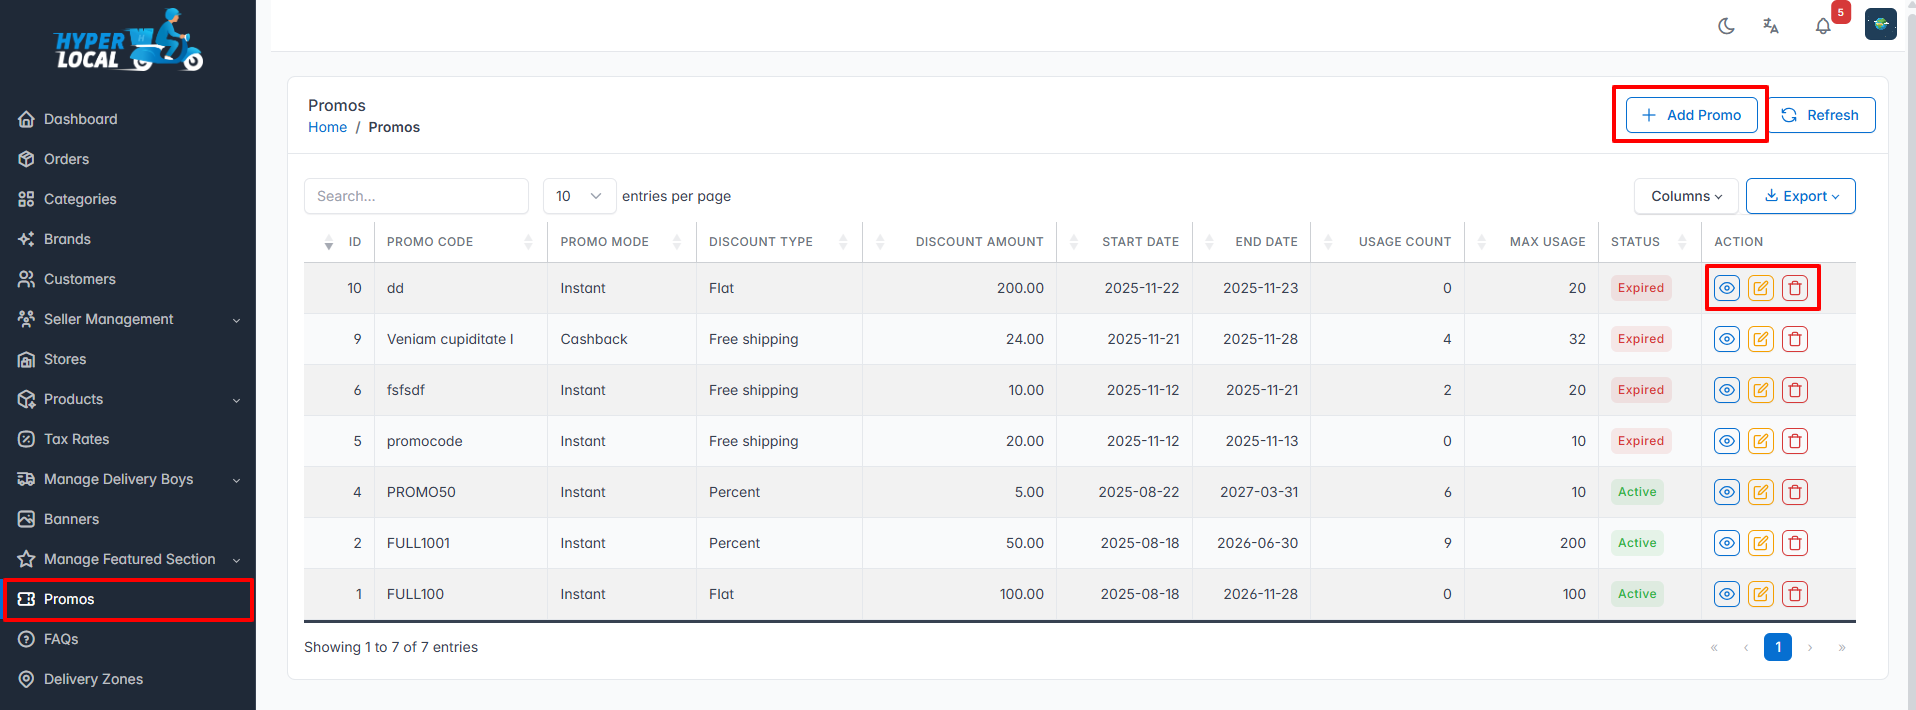 HYPER
LOCAL
Dashboard
Orders
Categories
Brands
Customers
Seller Management
Stores
Products
Tax Rates
Manage Delivery Boys
Banners
Manage Featured Section
Promos
FAQs
Delivery Zones
5
Promos
Home / Promos
Add Promo
Refresh
Search...
10 entries per page
Columns
Export
ID PROMO CODE PROMO MODE DISCOUNT TYPE DISCOUNT AMOUNT START DATE END DATE USAGE COUNT MAX USAGE STATUS ACTION
10 dd Instant Flat 200.00 2025-11-22 2025-11-23 0 20 Expired
9 Veniam cupiditate l Cashback Free shipping 24.00 2025-11-21 2025-11-28 4 32 Expired
6 fsfsdf Instant Free shipping 10.00 2025-11-12 2025-11-21 2 20 Expired
5 promocode Instant Free shipping 20.00 2025-11-12 2025-11-13 0 10 Expired
4 PROMO50 Instant Percent 5.00 2025-08-22 2027-03-31 6 10 Active
2 FULL1001 Instant Percent 50.00 2025-08-18 2026-06-30 9 200 Active
1 FULL100 Instant Flat 100.00 2025-08-18 2026-11-28 0 100 Active
Showing 1 to 7 of 7 entries
« ‹ 1 › »